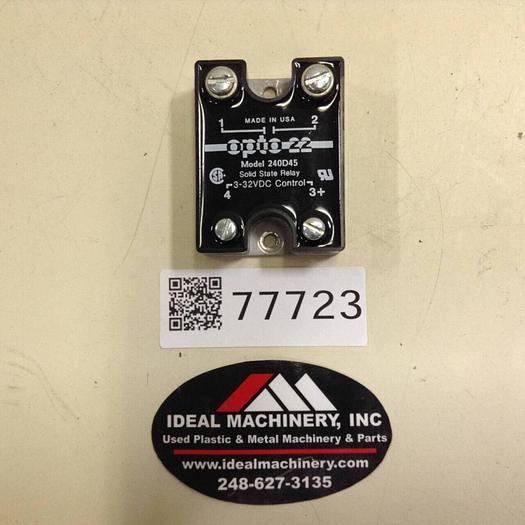 1 MADE IN USA 2
opto 22
Model 240D45
Solid State Relay
3-32VDC Control
4 3+
77723
IDEAL MACHINERY, INC
Used Plastic & Metal Machinery & Parts
www.idealmachinery.com
248-627-3135